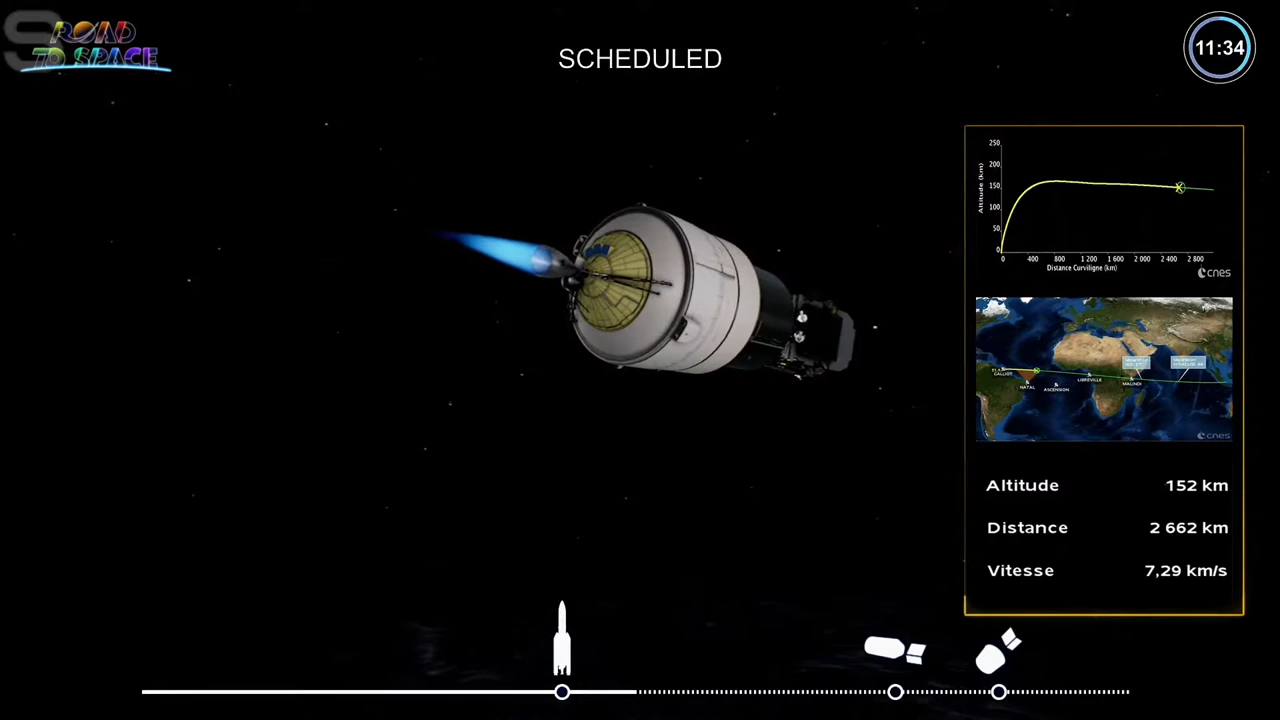 ROAD
TO SPACE
SCHEDULED
11:34
Altitude (km)
250
200
150
100
50
0
0 400 800 1 200 1 600 2 000 2 400 2 800
Distance Curviligne (km)
cnes
GALLIOT
NATAL
ASCENSION
LIBREVILLE
MALINDI
cnes
Altitude 152 km
Distance 2 662 km
Vitesse 7,29 km/s